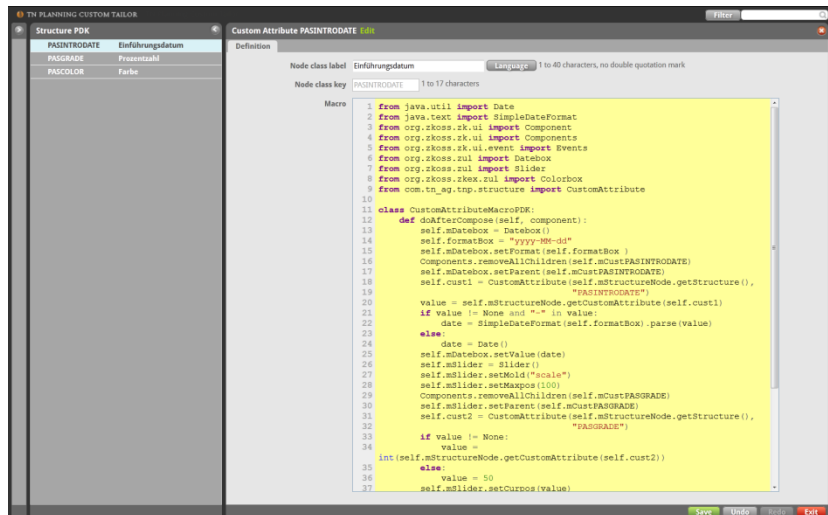 TN PLANNING CUSTOM TAILOR
Filter
Structure PDK
PASINTRODATE Einführungsdatum
PASGRADE Prozentzahl
PASCOLOR Farbe
Custom Attribute PASINTRODATE Edit
Definition
Node class label Einführungsdatum Language 1 to 40 characters, no double quotation mark
Node class key PASINTRODATE 1 to 17 characters
Macro
1 from java.util import Date
2 from java.text import SimpleDateFormat
3 from org.zkoss.zk.ui import Component
4 from org.zkoss.zk.ui import Components
5 from org.zkoss.zk.ui.event import Events
6 from org.zkoss.zul import Datebox
7 from org.zkoss.zul import Slider
8 from org.zkoss.zkex.zul import Colorbox
9 from com.tn_ag.tnp.structure import CustomAttribute
10
11 class CustomAttributeMacroPDK:
12 def doAfterCompose(self, component):
13 self.mDatebox = Datebox()
14 self.formatBox = "yyyy-MM-dd"
15 self.mDatebox.setFormat(self.formatBox )
16 Components.removeAllChildren(self.mCustPASINTRODATE)
17 self.mDatebox.setParent(self.mCustPASINTRODATE)
18 self.cust1 = CustomAttribute(self.mStructureNode.getStructure(),
19 "PASINTRODATE")
20 value = self.mStructureNode.getCustomAttribute(self.cust1)
21 if value != None and "-" in value:
22 date = SimpleDateFormat(self.formatBox).parse(value)
23 else:
24 date = Date()
25 self.mDatebox.setValue(date)
26 self.mSlider = Slider()
27 self.mSlider.setMold("scale")
28 self.mSlider.setMaxpos(100)
29 Components.removeAllChildren(self.mCustPASGRADE)
30 self.mSlider.setParent(self.mCustPASGRADE)
31 self.cust2 = CustomAttribute(self.mStructureNode.getStructure(),
32 "PASGRADE")
33 if value != None:
34 value =
int(self.mStructureNode.getCustomAttribute(self.cust2))
35 else:
36 value = 50
37 self.mSlider.setCurpos(value)
Save Undo Redo Exit